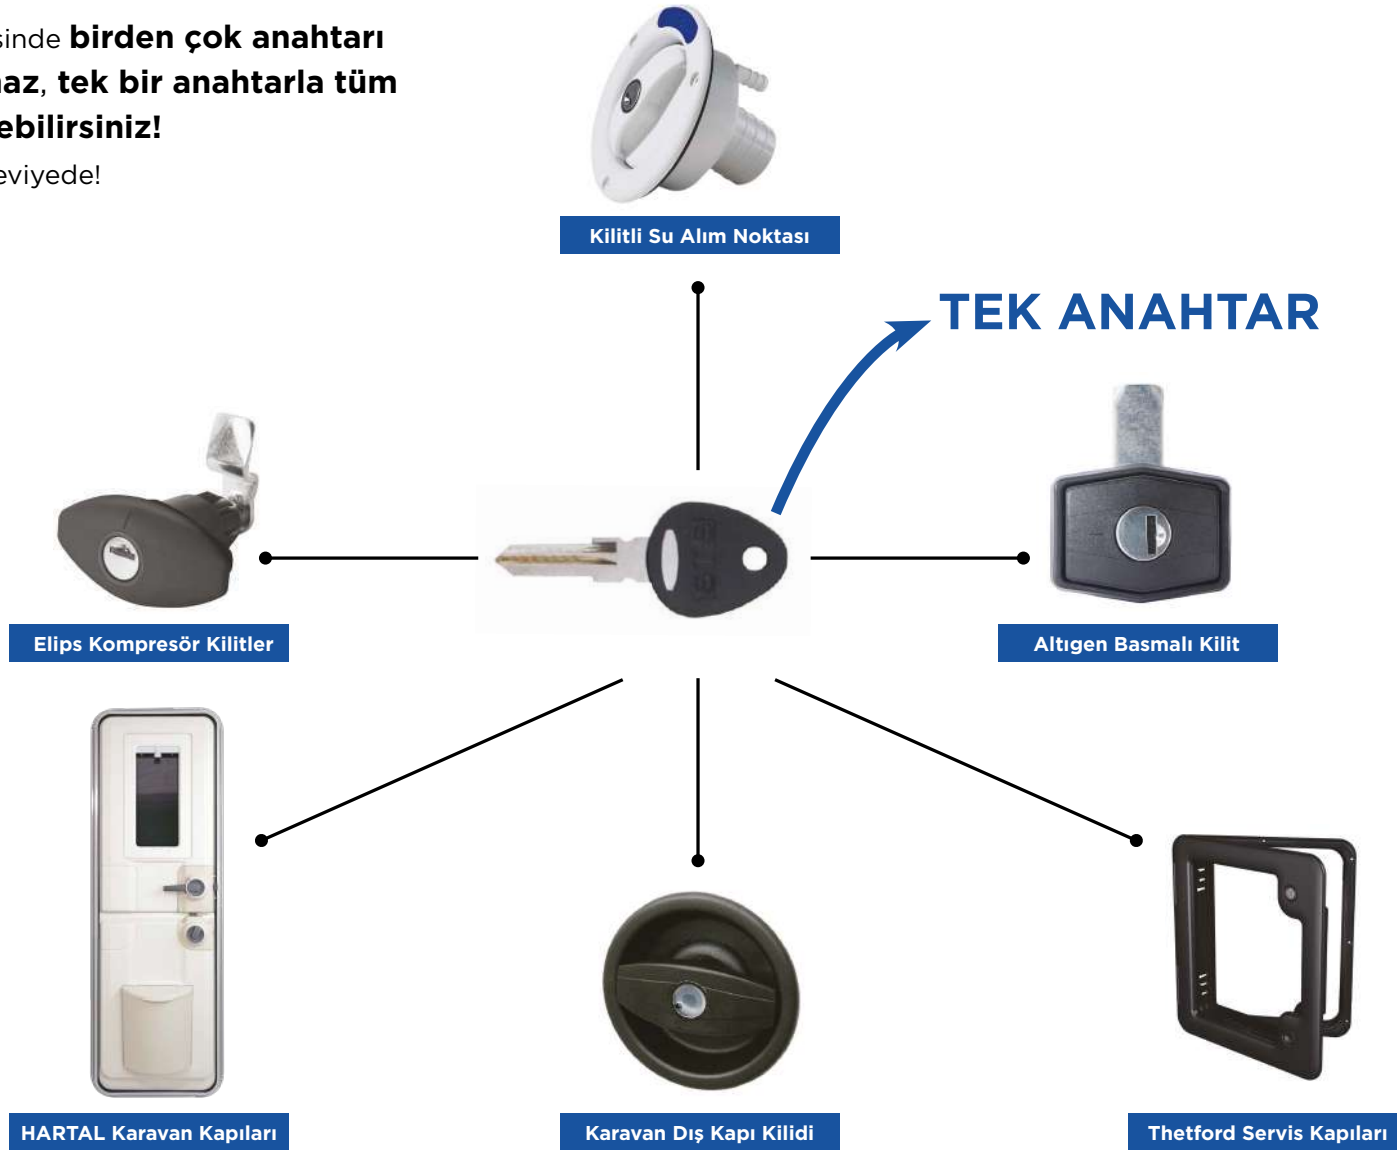 sinde birden çok anahtarı
naz, tek bir anahtarla tüm
ebilirsiniz!
eviyede!
Kilitli Su Alım Noktası
TEK ANAHTAR
Elips Kompresör Kilitler
Altıgen Basmalı Kilit
HARTAL Karavan Kapıları
Karavan Dış Kapı Kilidi
Thetford Servis Kapıları